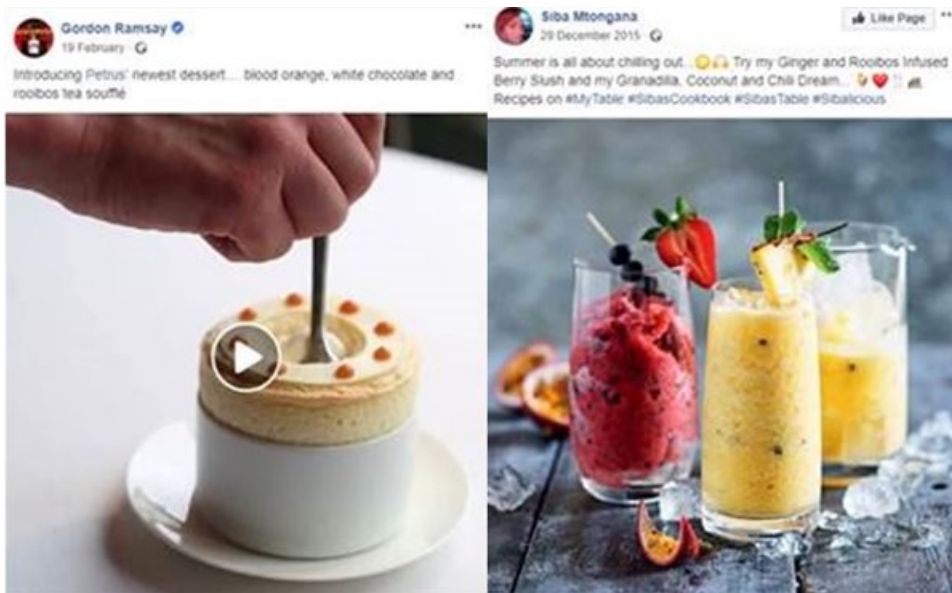 Gordon Ramsay
19 February
Introducing Petrus' newest dessert... blood orange, white chocolate and
rooibos tea soufflé
Siba Mtongana
29 December 2015
Like Page
Summer is all about chilling out... Try my Ginger and Rooibos Infused
Berry Slush and my Granadilla, Coconut and Chili Dream...
Recipes on #MyTable #SibasCookbook #SibasTable #Sibalicious